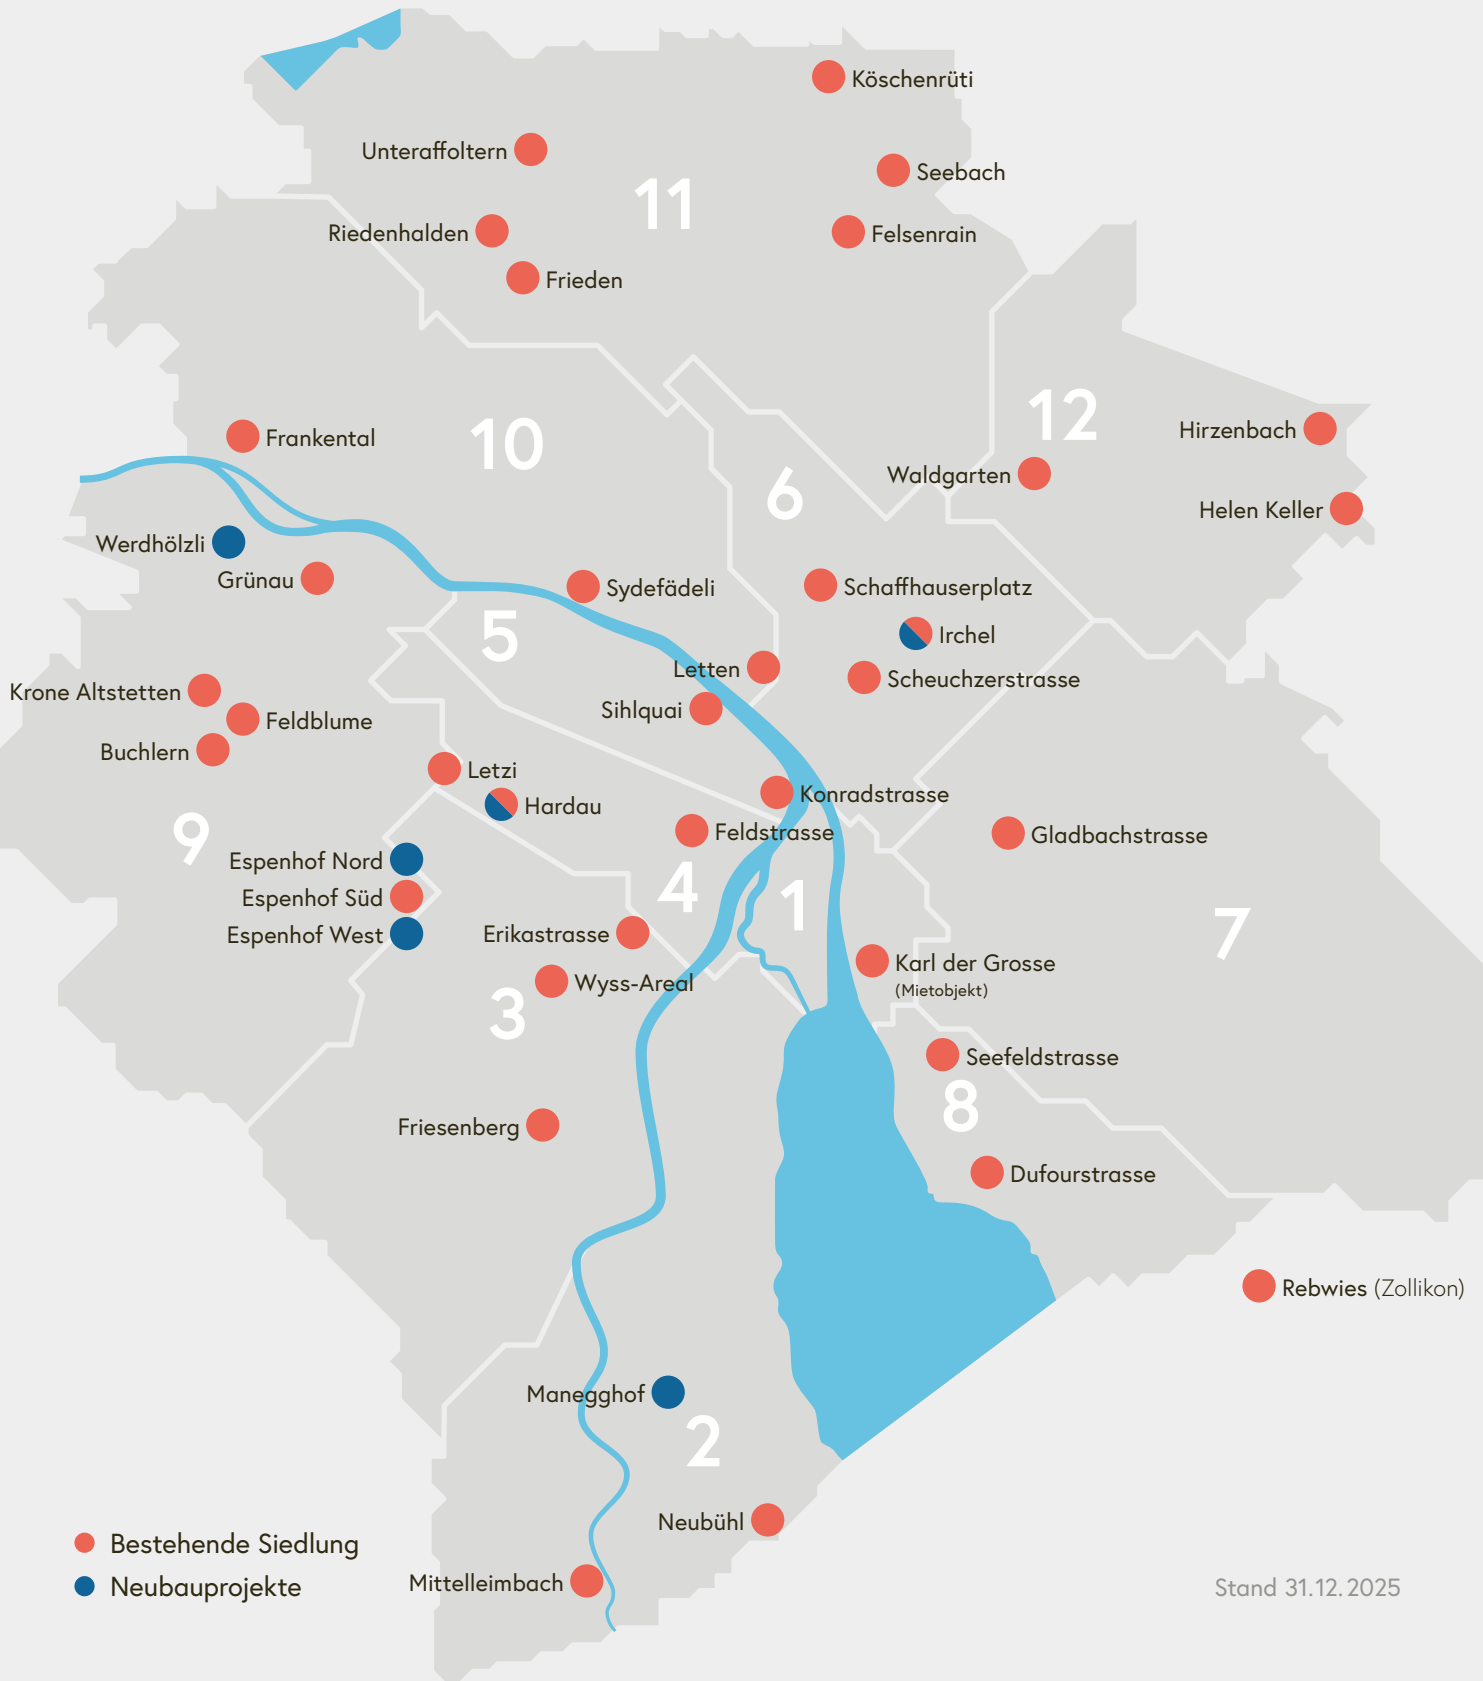 Köschenrüti
Unteraffoltern
Seebach
11
Riedenhalden
Felsenrain
Frieden
12
Hirzenbach
Frankental
10
Waldgarten
6
Helen Keller
Werdhölzli
Grünau
Sydefädeli
Schaffhauserplatz
5
Irchel
Letten
Scheuchzerstrasse
Krone Altstetten
Sihlquai
Feldblume
Buchlern
Letzi
Konradstrasse
Hardau
9
Feldstrasse
Gladbachstrasse
Espenhof Nord
4
Espenhof Süd
1
Espenhof West
Erikastrasse
7
Karl der Grosse
(Mietobjekt)
Wyss-Areal
3
Seefeldstrasse
8
Friesenberg
Dufourstrasse
Rebwies (Zollikon)
Manegghof
2
Neubühl
Bestehende Siedlung
Mittelleimbach
Neubauprojekte
Stand 31.12.2025